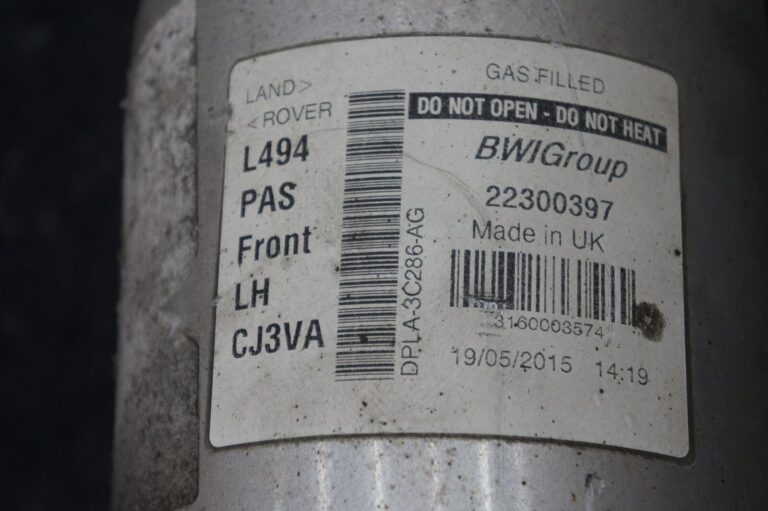 LAND>
<ROVER
L494
PAS
Front
LH
CJ3VA
DPLA-3C286-AG
GAS FILLED
DO NOT OPEN - DO NOT HEAT
BWIGroup
22300397
Made in UK
3160003574
19/05/2015 14:19